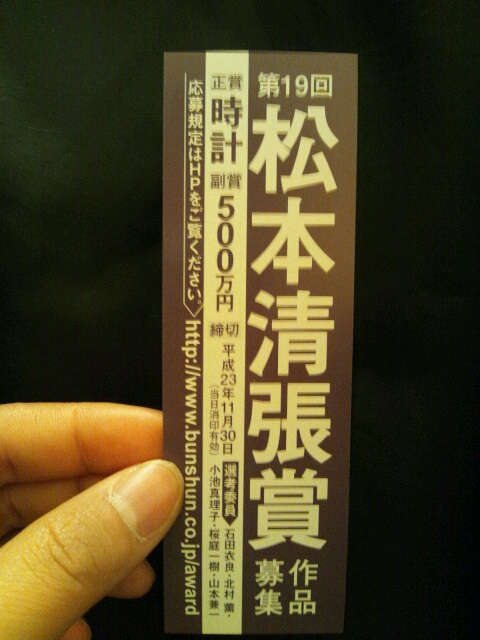 第19回
松本清張賞
作品
募集
正賞 時計 副賞 500万円 締切 平成23年11月30日
(当日消印有効)
選考委員 石田衣良・北村 薫・
小池真理子・桜庭一樹・山本兼一
応募規定はHPをご覧ください。
http://www.bunshun.co.jp/award